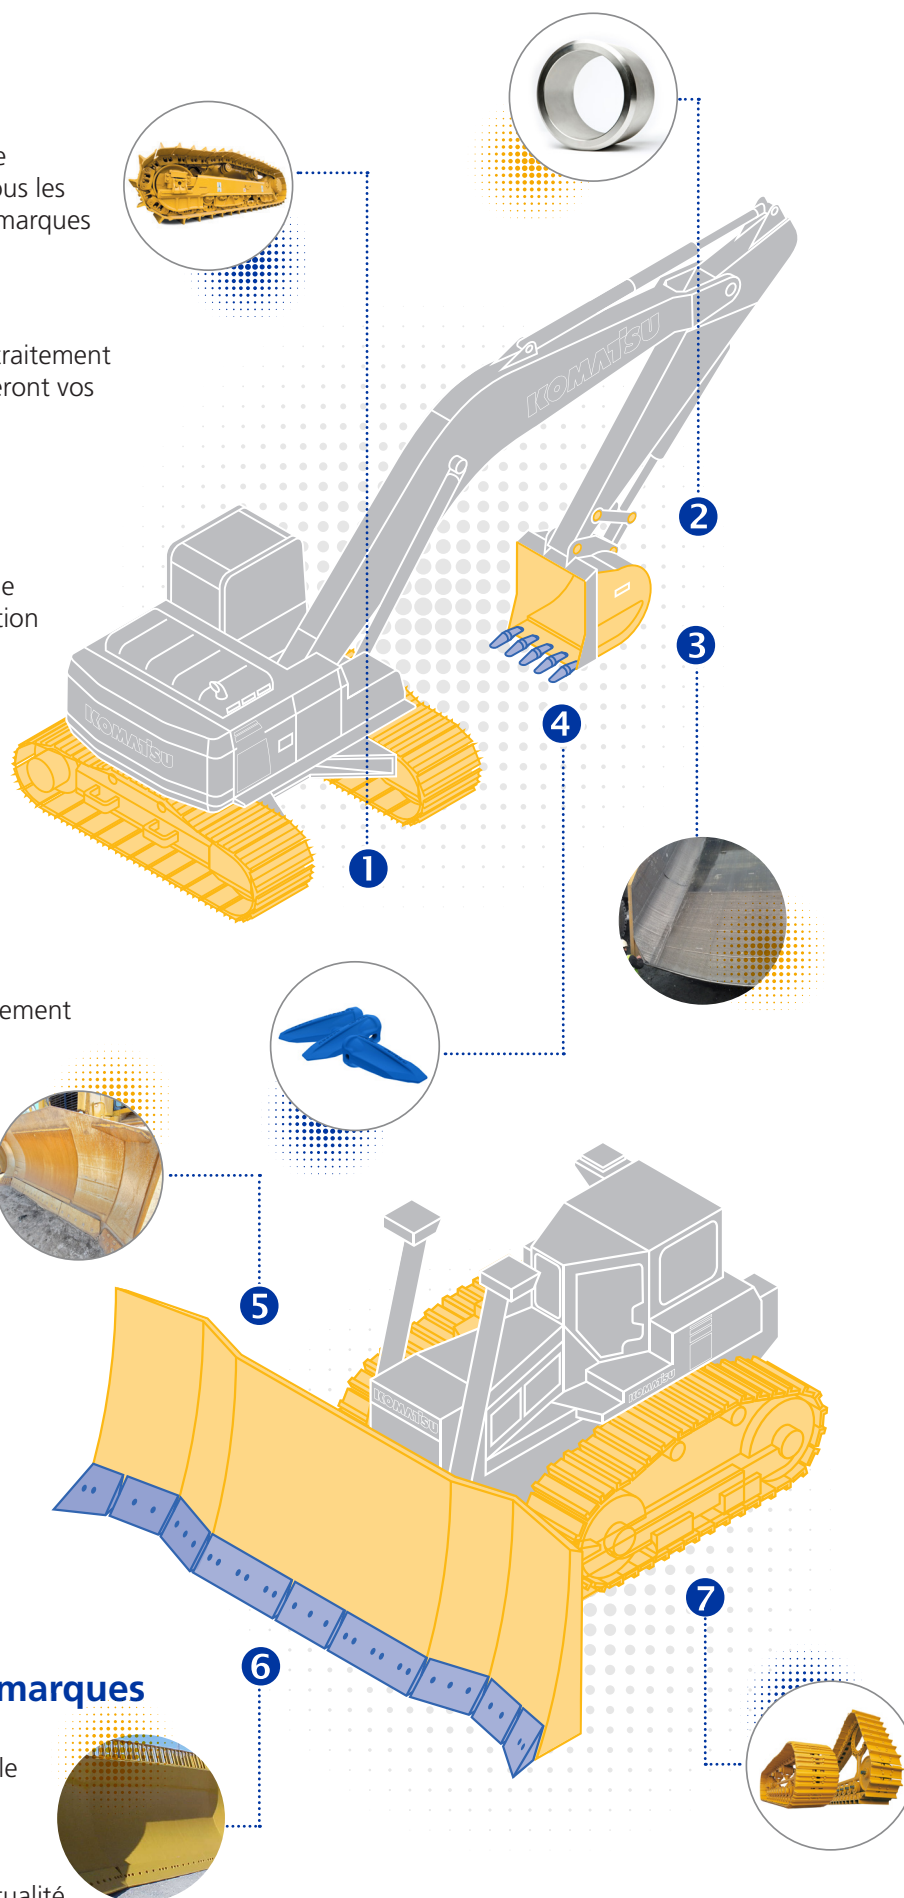 e
ous les
marques
raitement
eront vos
KOMATSU
2
e
tion
3
KOMATSU
4
1
ement
5
KOMATSU
KOMATSU
7
6
marques
le
tualité